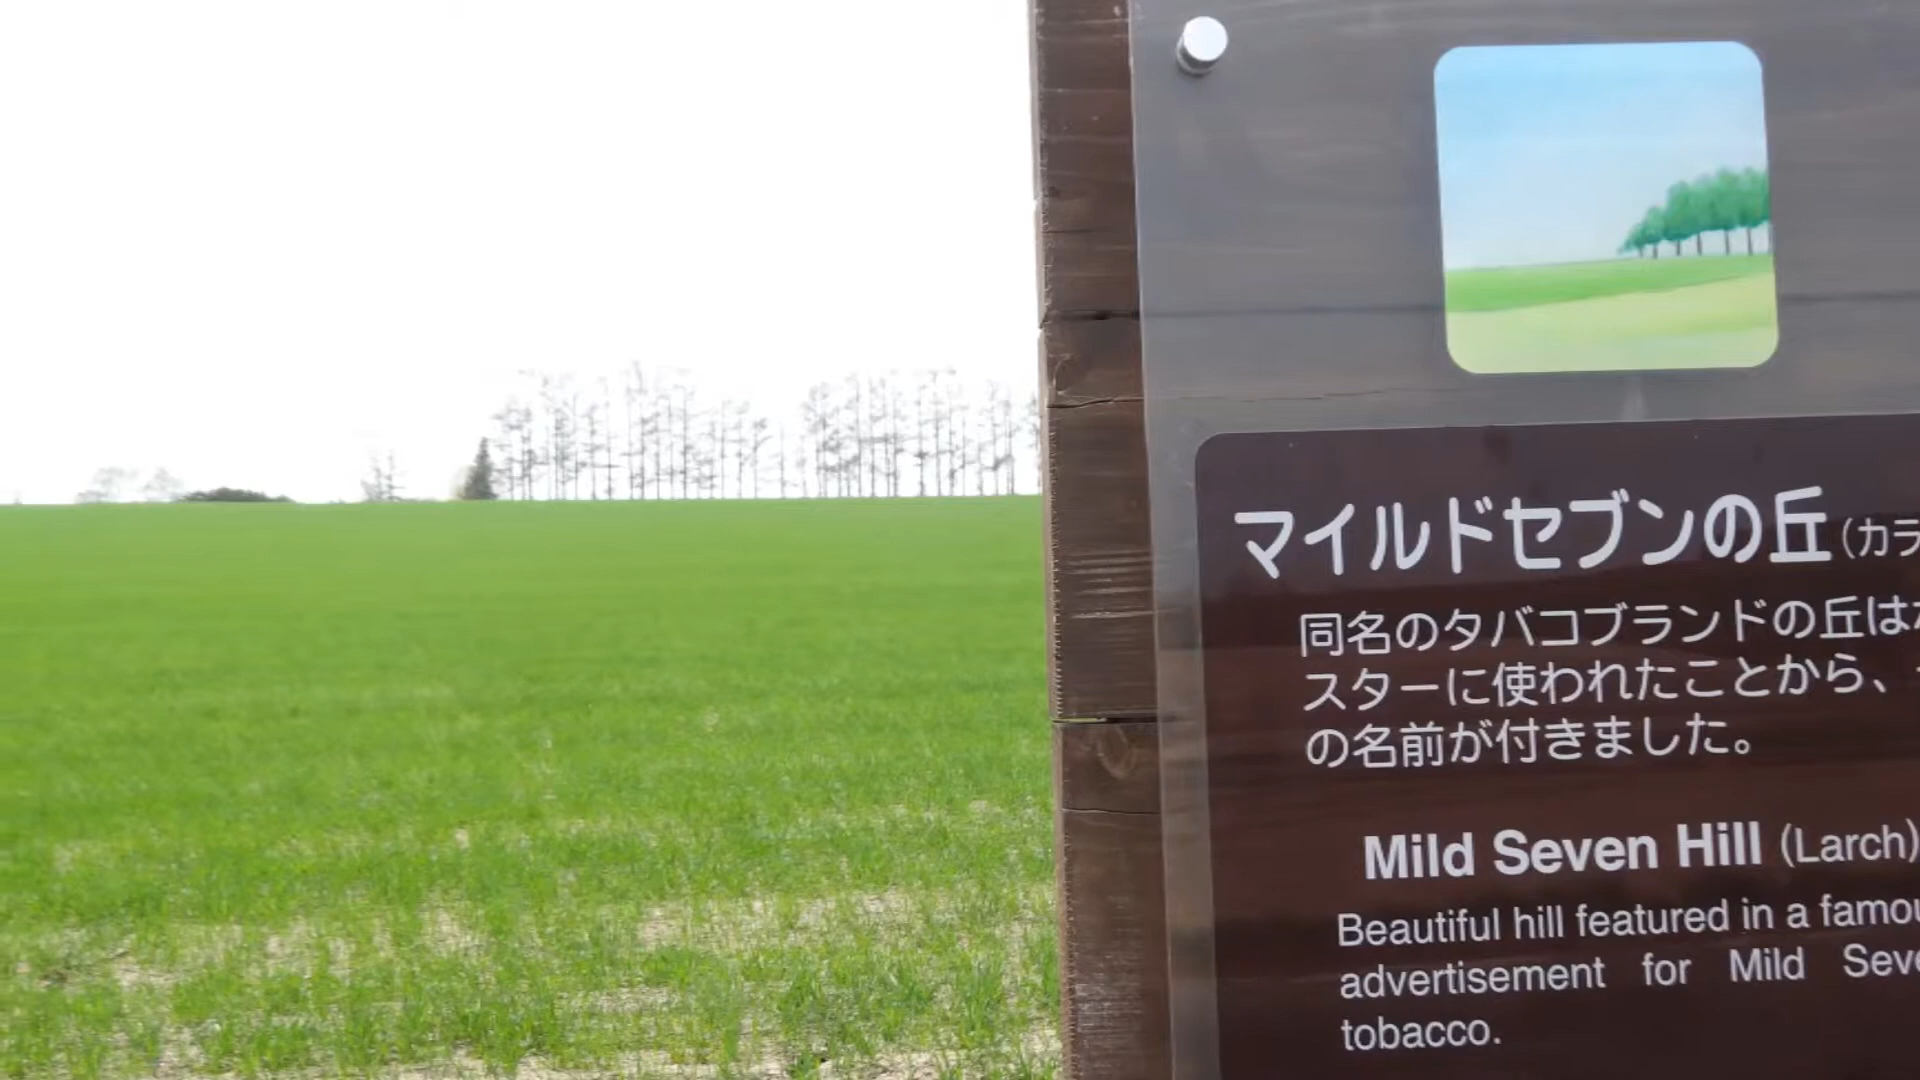 マイルドセブンの丘(カラ
同名のタバコブランドの丘は
スターに使われたことから、
の名前が付きました。
Mild Seven Hill (Larch)
Beautiful hill featured in a
advertisement for Mild
tobacco.